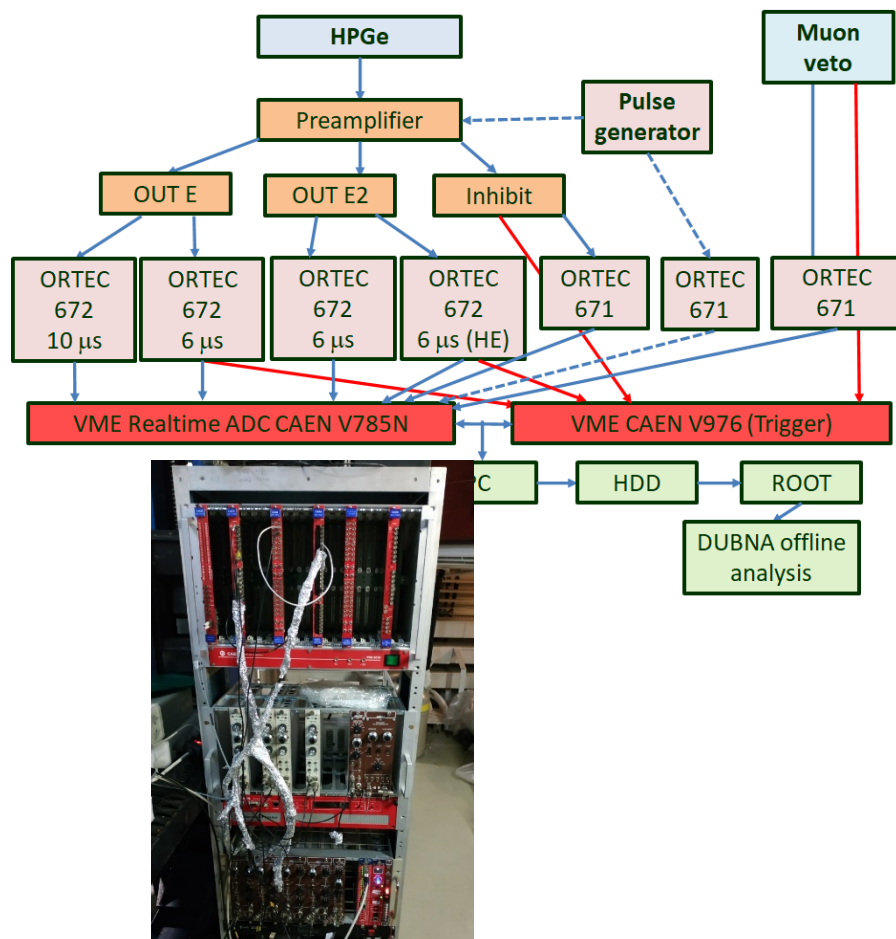 HPGe
Muon
veto
Preamplifier
Pulse
generator
OUT E
OUT E2
Inhibit
ORTEC
672
10 μs
ORTEC
672
6 μs
ORTEC
672
6 μs
ORTEC
672
6 μs (HE)
ORTEC
671
ORTEC
671
ORTEC
671
VME Realtime ADC CAEN V785N
VME CAEN V976 (Trigger)
PC
HDD
ROOT
DUBNA offline
analysis